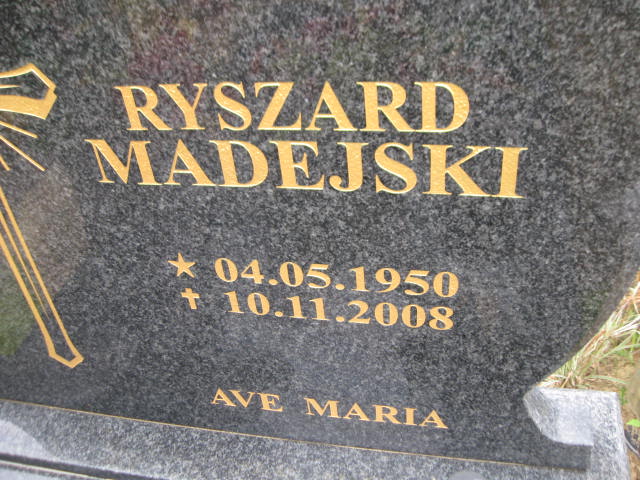 RYSZARD
MADEJSKI
★ 04.05.1950
✝ 10.11.2008
AVE MARIA